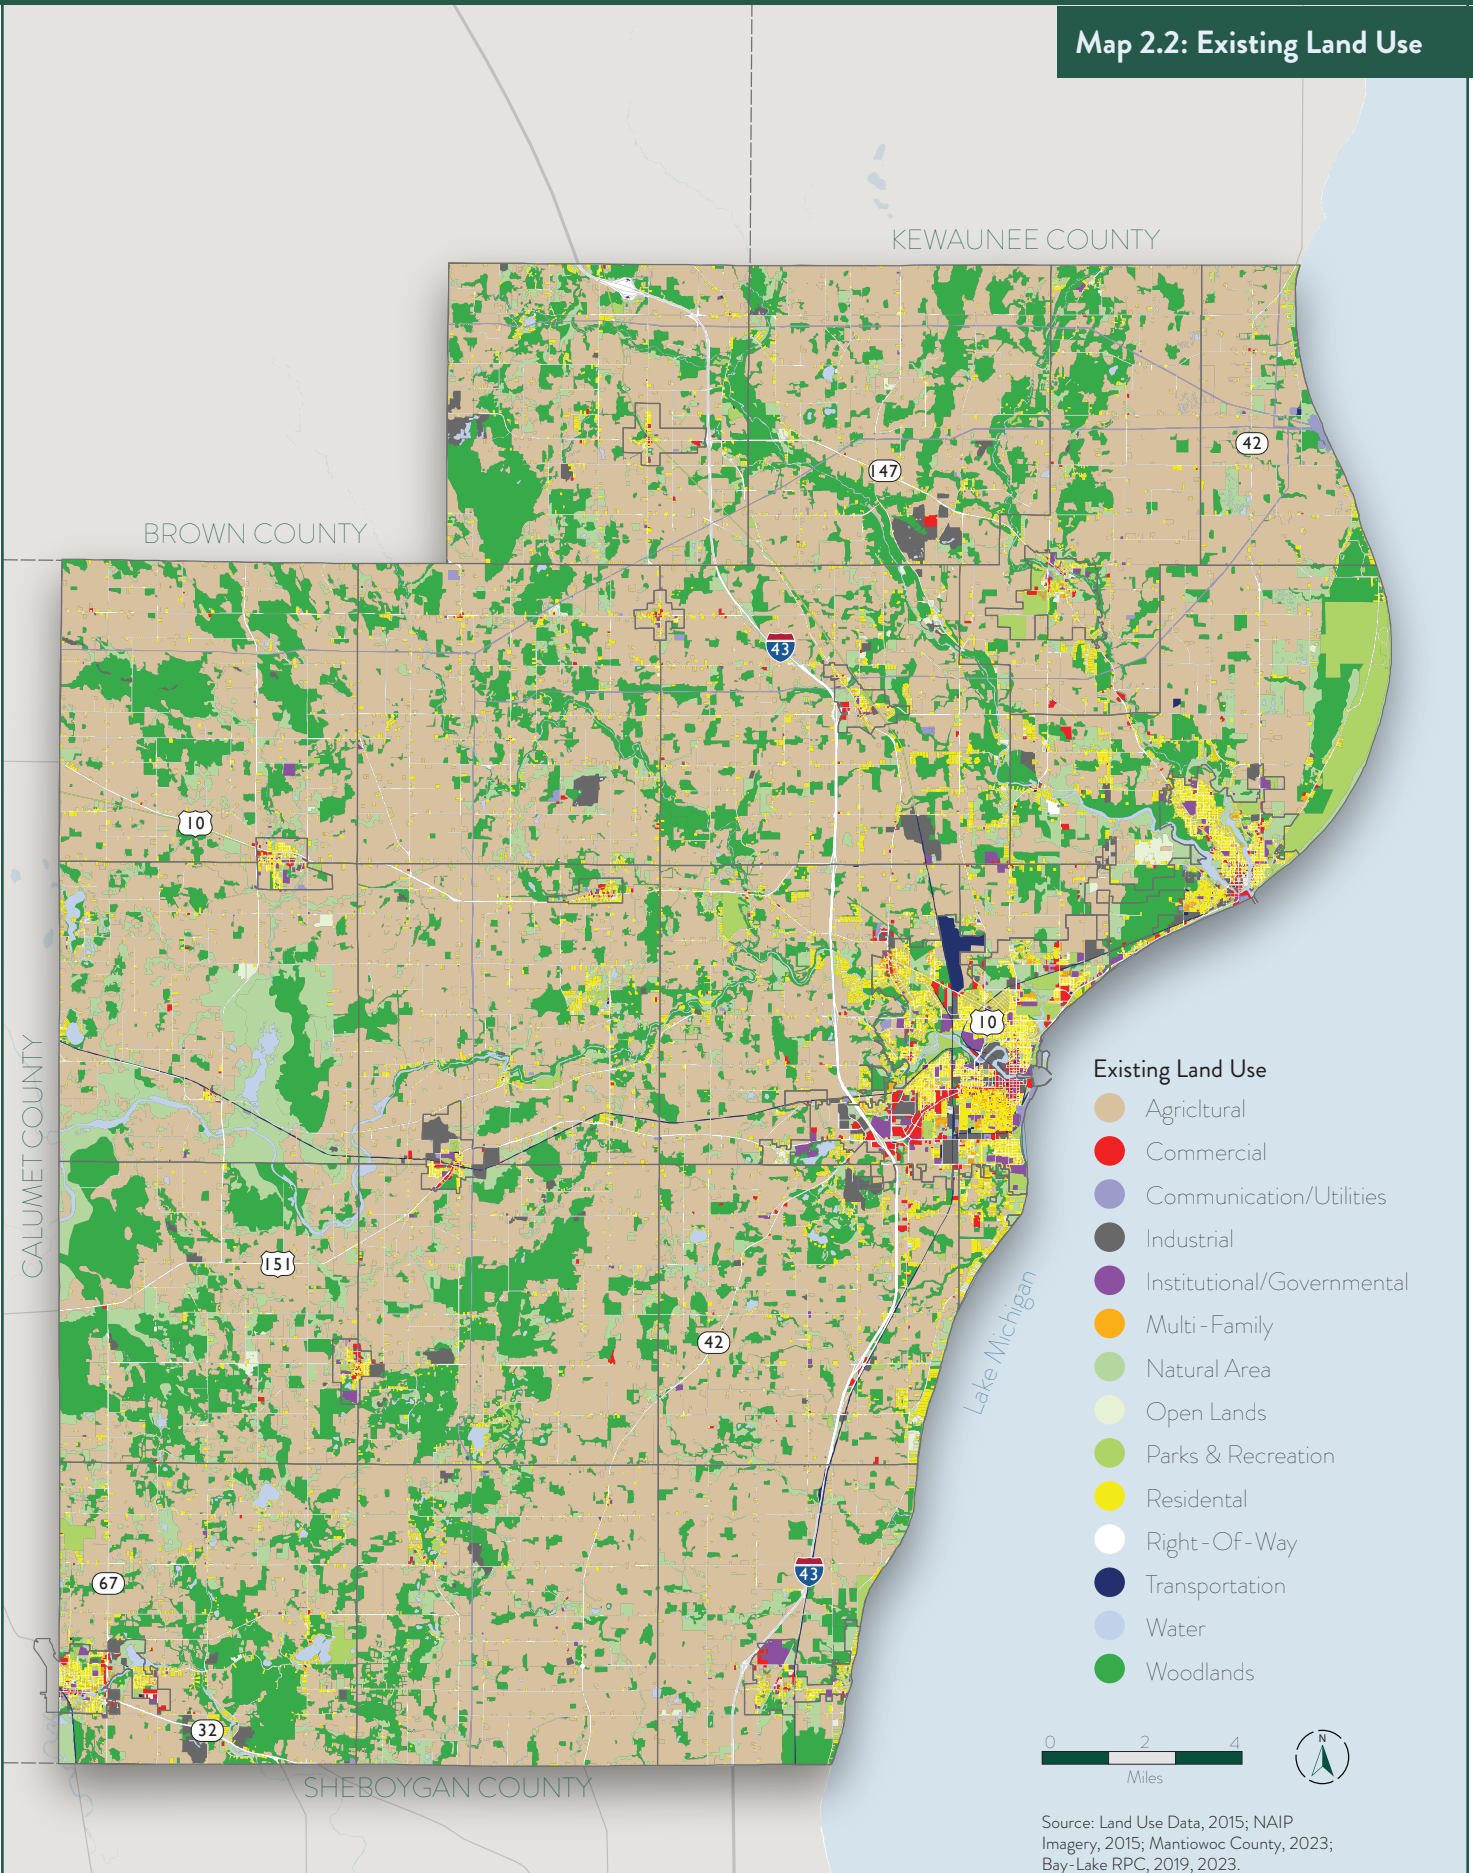 Map 2.2: Existing Land Use
KEWAUNEE COUNTY
42
147
BROWN COUNTY
43
10
10
CALUMET COUNTY
Existing Land Use
Agricltural
Commercial
Communication/Utilities
Industrial
Institutional/Governmental
Multi-Family
Natural Area
Open Lands
Parks & Recreation
Residental
Right-Of-Way
Transportation
Water
Woodlands
151
Lake Michigan
42
43
67
32
SHEBOYGAN COUNTY
0 2 4
Miles
N
Source: Land Use Data, 2015; NAIP
Imagery, 2015; Mantiowoc County, 2023;
Bay-Lake RPC, 2019, 2023.